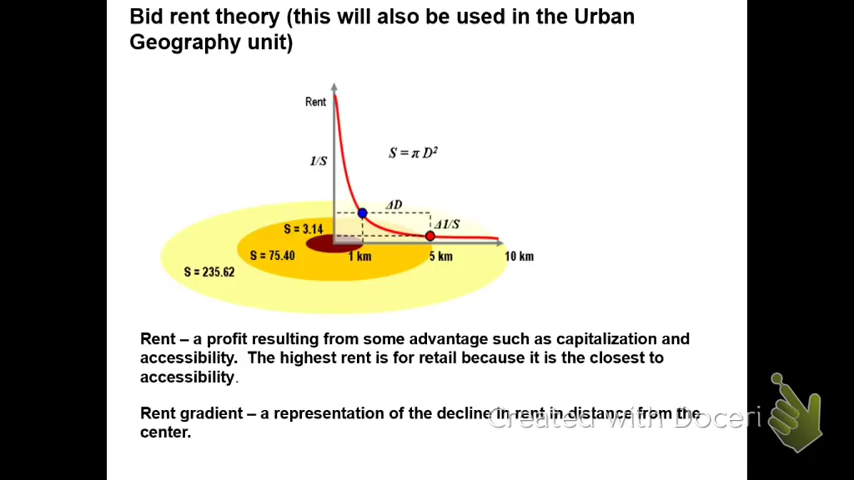 Bid rent theory (this will also be used in the Urban
Geography unit)
Rent
1/S
S = π D²
ΔD
Δ1/S
S = 3.14
S = 75.40
S = 235.62
1 km
5 km
10 km
Rent – a profit resulting from some advantage such as capitalization and
accessibility. The highest rent is for retail because it is the closest to
accessibility.
Rent gradient – a representation of the decline in rent in distance from the
center.
Created with Doceri